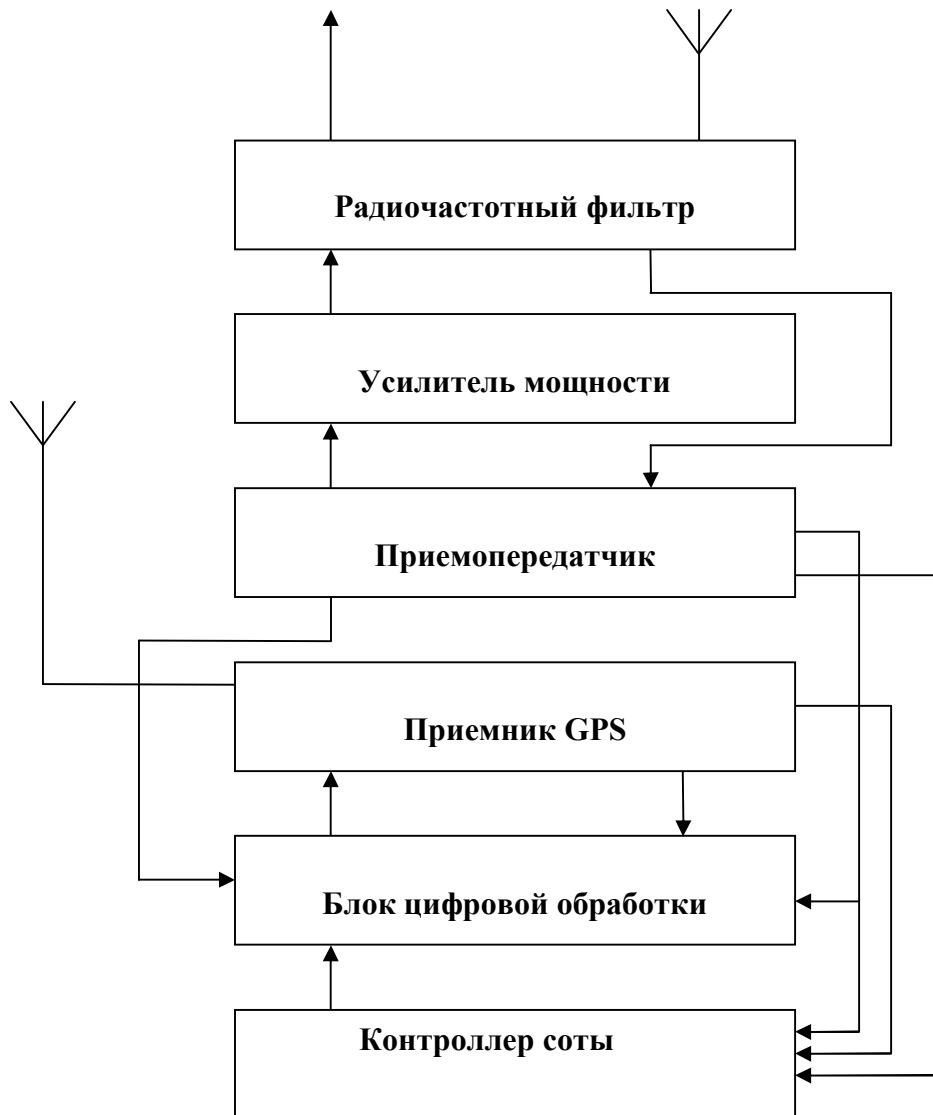 Радиочастотный фильтр
Усилитель мощности
Приемопередатчик
Приемник GPS
Блок цифровой обработки
Контроллер соты